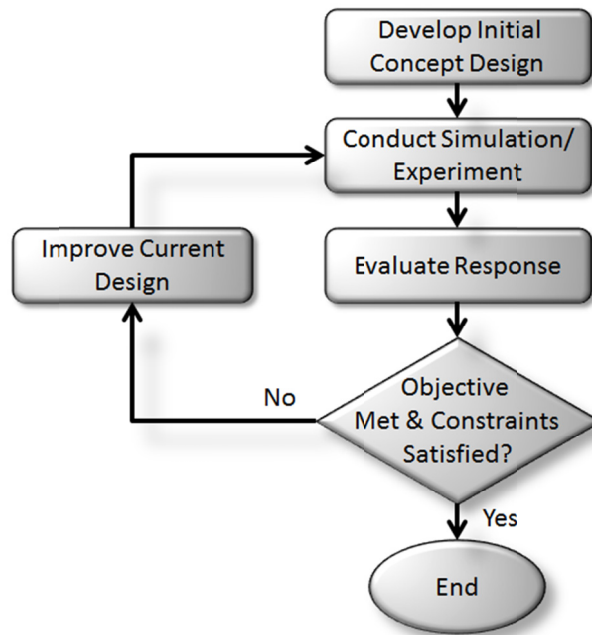 Develop Initial
Concept Design
Conduct Simulation/
Experiment
Improve Current
Design
Evaluate Response
Objective
Met & Constraints
Satisfied?
No
Yes
End